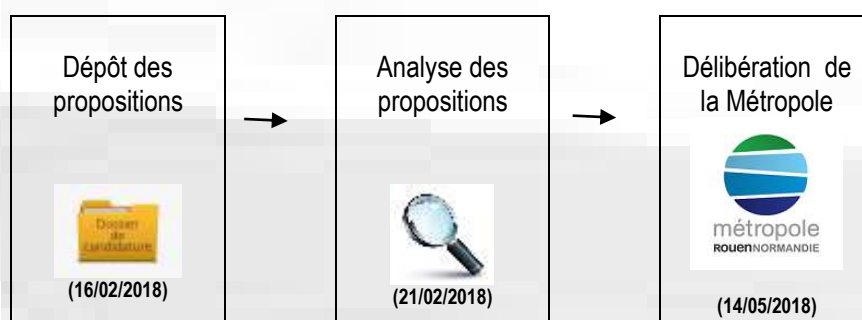 Dépôt des
propositions
Dossier
de
candidature
(16/02/2018)
Analyse des
propositions
(21/02/2018)
Délibération de
la Métropole
métropole
ROUENNORMANDIE
(14/05/2018)